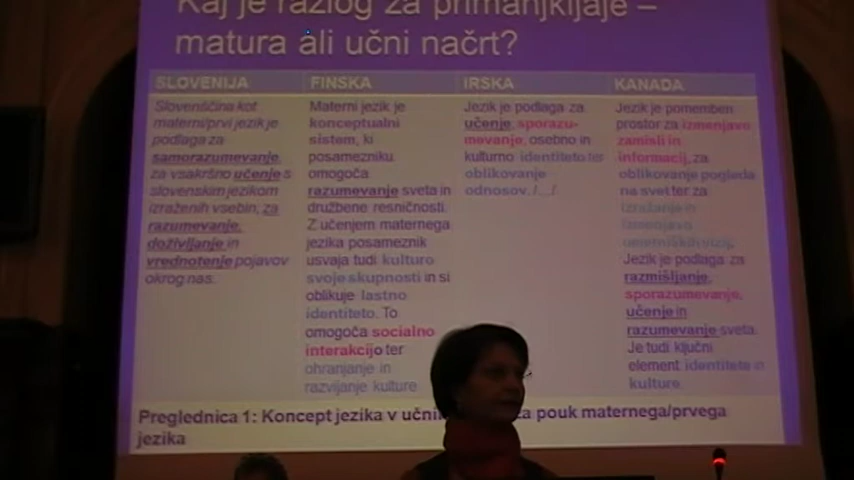 Kaj je razlog za primanjkljaje –
matura ali učni načrt?
SLOVENIJA
Slovenščina kot
materni/prvi jezik je
podlaga za
samorazumevanje,
za vsakršno učenje s
slovenskim jezikom
izraženih vsebin, za
razumevanje,
doživljanje in
vrednotenje pojavov
okrog nas.
FINSKA
Materni jezik je
konceptualni
sistem, ki
posamezniku
omogoča
razumevanje sveta in
družbene resničnosti.
Z učenjem maternega
jezika posameznik
usvaja tudi kulturo
svoje skupnosti in si
oblikuje lastno
identiteto. To
omogoča socialno
interakcijo ter
ohranjanje in
razvijanje kulture
IRSKA
Jezik je podlaga za
učenje, sporazu-
mevanje, osebno in
kulturno identiteto ter
oblikovanje
odnosov. /.../
KANADA
Jezik je pomemben
prostor za izmenjavo
zamisli in
informacij, za
oblikovanje pogleda
na svet ter za
izražanje in
Jezik je podlaga za
razmišljanje,
sporazumevanje,
učenje in
razumevanje sveta.
Je tudi ključni
element identitete in
kulture.
Preglednica 1: Koncept jezika v za pouk maternega/prvega
jezika